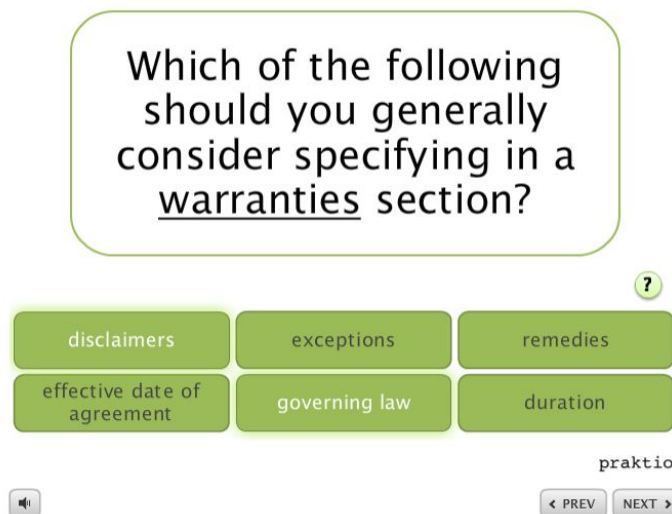 Which of the following
should you generally
consider specifying in a
warranties section?
?
disclaimers
exceptions
remedies
effective date of
agreement
governing law
duration
praktio
< PREV
NEXT >